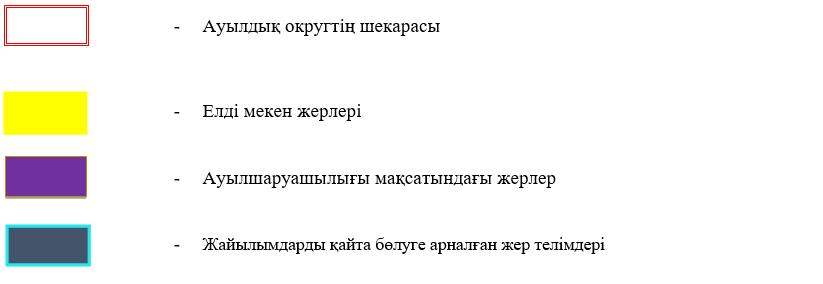 - Ауылдық округтің шекарасы
- Елді мекен жерлері
- Ауылшаруашылығы мақсатындағы жерлер
- Жайылымдарды қайта бөлуге арналған жер телімдері